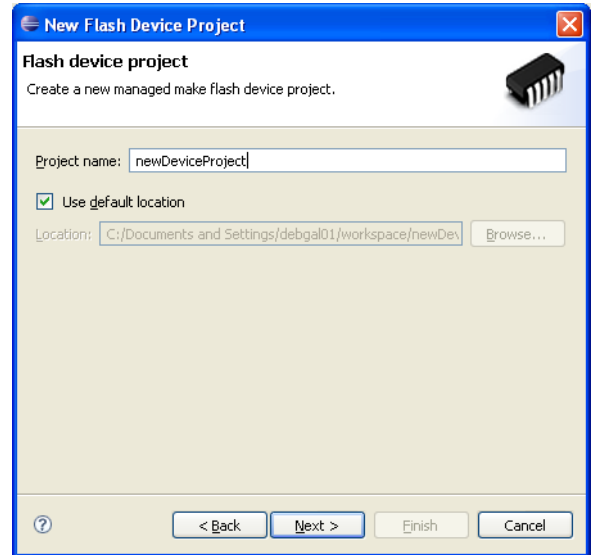 New Flash Device Project
Flash device project
Create a new managed make flash device project.
Project name: newDeviceProject
Use default location
Location: C:/Documents and Settings/debgal01/workspace/newDev Browse...
< Back Next > Finish Cancel